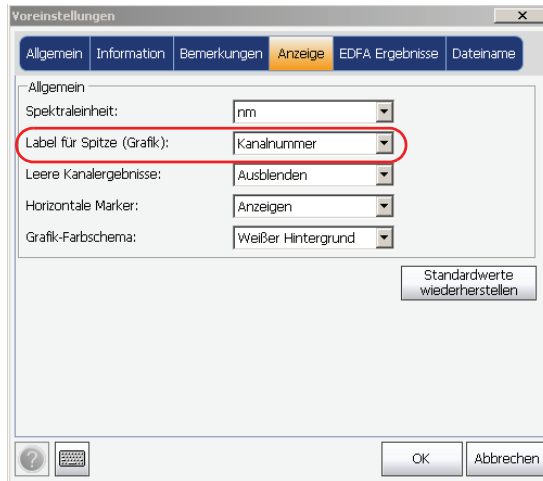 Voreinstellungen
Allgemein Information Bemerkungen Anzeige EDFA Ergebnisse Dateiname
Allgemein
Spektraleinheit: nm
Label für Spitze (Grafik): Kanalnummer
Leere Kanalergebnisse: Ausblenden
Horizontale Marker: Anzeigen
Grafik-Farbschema: Weißer Hintergrund
Standardwerte
wiederherstellen
OK Abbrechen